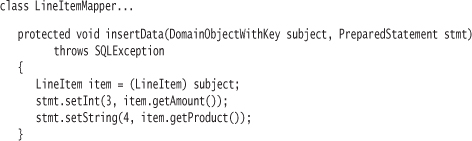 class LineItemMapper...
protected void insertData(DomainObjectWithKey subject, PreparedStatement stmt)
throws SQLException
{
LineItem item = (LineItem) subject;
stmt.setInt(3, item.getAmount());
stmt.setString(4, item.getProduct());
}